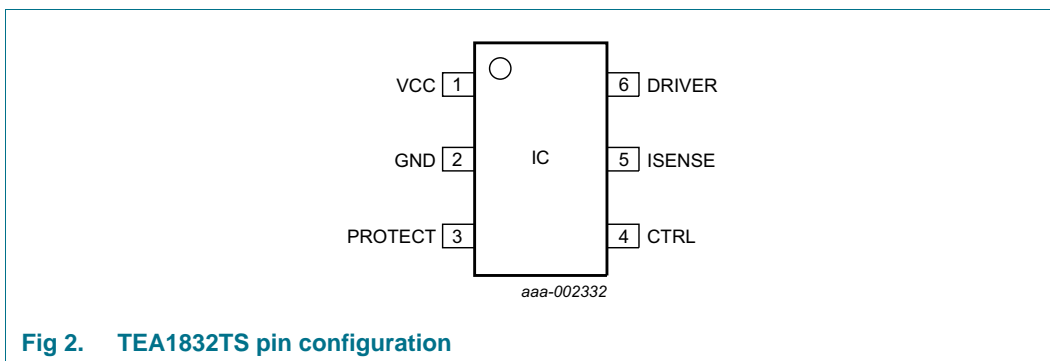 VCC 1 6 DRIVER
GND 2 IC 5 ISENSE
PROTECT 3 4 CTRL
aaa-002332
Fig 2. TEA1832TS pin configuration